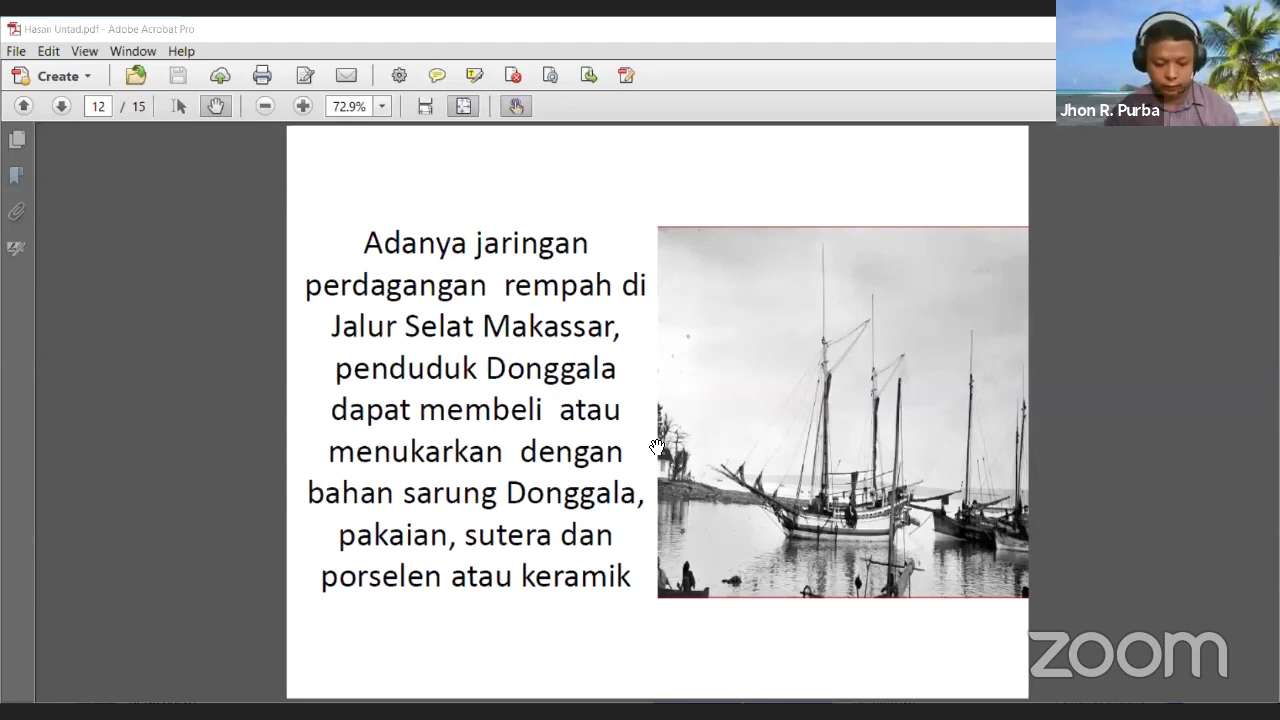 Hasan Untad.pdf - Adobe Acrobat Pro
File Edit View Window Help
Create
12 / 15 72.9%
Jhon R. Purba
Adanya jaringan
perdagangan rempah di
Jalur Selat Makassar,
penduduk Donggala
dapat membeli atau
menukarkan dengan
bahan sarung Donggala,
pakaian, sutera dan
porselen atau keramik
zoom